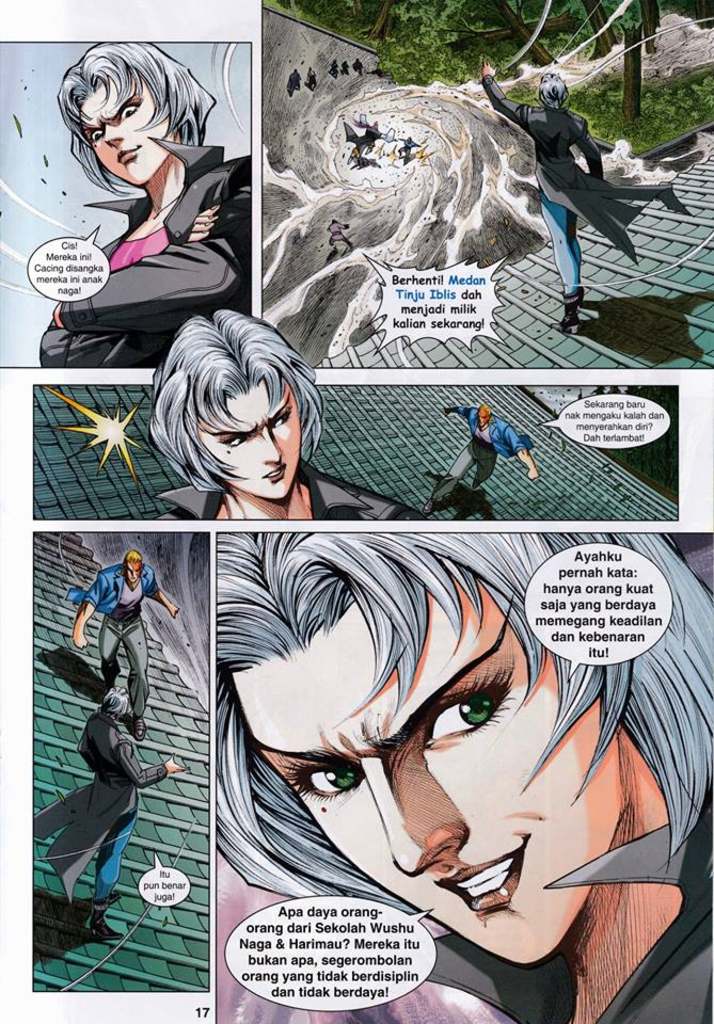 Cis!
Mereka ini!
Cacing disangka
mereka ini anak
naga!
Berhenti! Medan
Tinju Iblis dah
menjadi milik
kalian sekarang!
Sekarang baru
nak mengaku kalah dan
menyerahkan diri?
Dah terlambat!
Itu
pun benar
juga!
Ayahku
pernah kata:
hanya orang kuat
saja yang berdaya
memegang keadilan
dan kebenaran
itu!
Apa daya orang-
orang dari Sekolah Wushu
Naga & Harimau? Mereka itu
bukan apa, segerombolan
orang yang tidak berdisiplin
dan tidak berdaya!
17